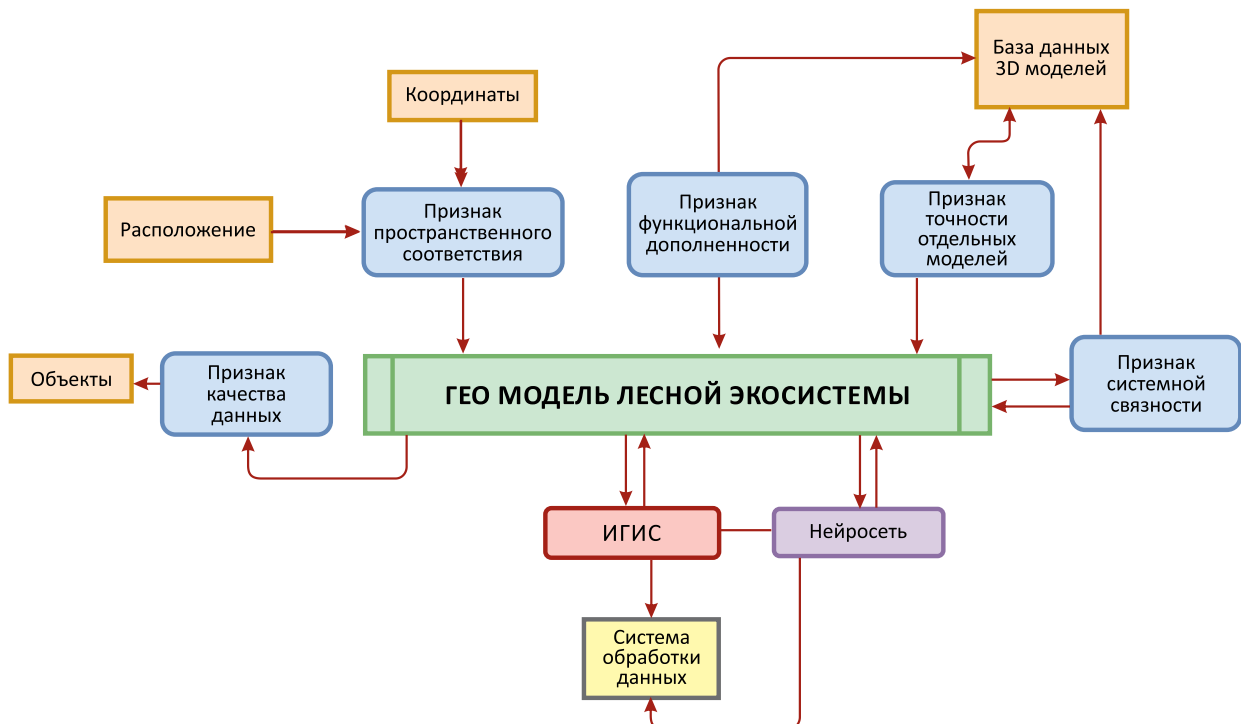 База данных
3D моделей
Координаты
Признак
функциональной
дополненности
Признак
точности
отдельных
моделей
Расположение
Признак
пространственного
соответствия
Объекты
Признак
качества
данных
ГЕО МОДЕЛЬ ЛЕСНОЙ ЭКОСИСТЕМЫ
Признак
системной
связности
ИГИС
Нейросеть
Система
обработки
данных